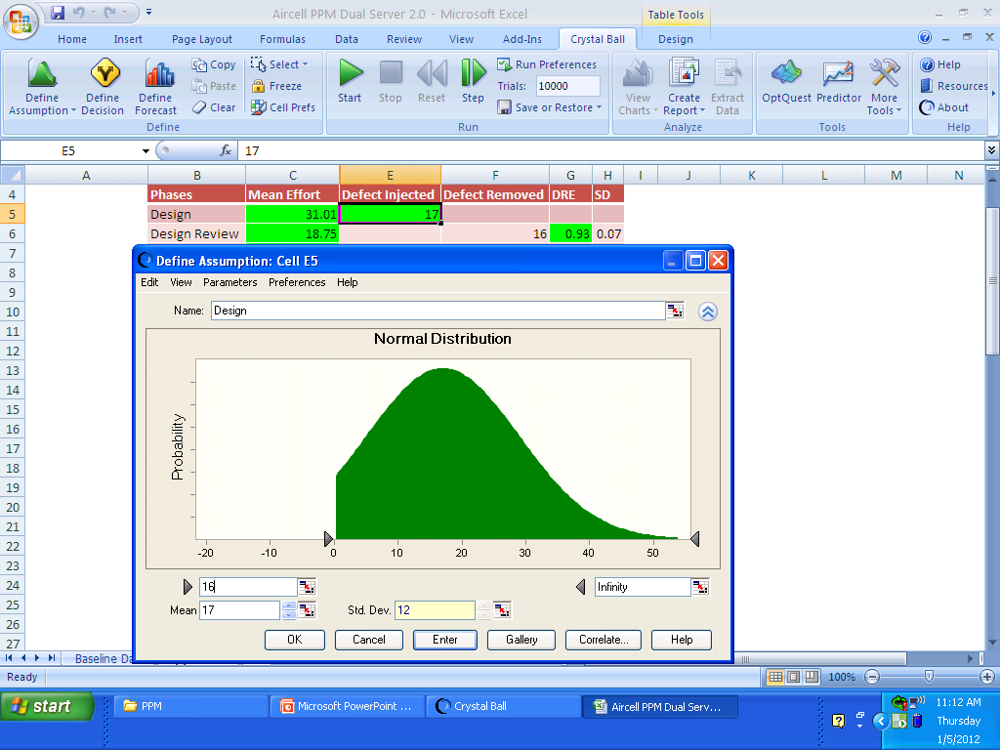 Aircell PPM Dual Server 2.0 - Microsoft Excel
Table Tools
Home Insert Page Layout Formulas Data Review View Add-Ins Crystal Ball Design
Define Assumption
Define Decision
Define Forecast
Copy
Paste
Clear
Select
Freeze
Cell Prefs
Define
Start
Stop
Reset
Step
Run Preferences
Trials: 10000
Save or Restore
Run
View Charts
Create Report
Extract Data
Analyze
OptQuest
Predictor
More Tools
Tools
Help
Resources
About
Help
E5 fx 17
A B C E F G H I J K L M N
4 Phases Mean Effort Defect Injected Defect Removed DRE SD
5 Design 31.01 17
6 Design Review 18.75 16 0.93 0.07
7
8
9
10
11
12
13
14
15
16
17
18
19
20
21
22
23
24
25
26
27
Define Assumption: Cell E5
Edit View Parameters Preferences Help
Name: Design
Normal Distribution
Probability
-20 -10 0 10 20 30 40 50
16 Infinity
Mean 17 Std. Dev. 12
OK Cancel Enter Gallery Correlate... Help
Baseline Da
Ready 100%
start PPM Microsoft PowerPoint ... Crystal Ball Aircell PPM Dual Serv...
11:12 AM
Thursday
1/5/2012